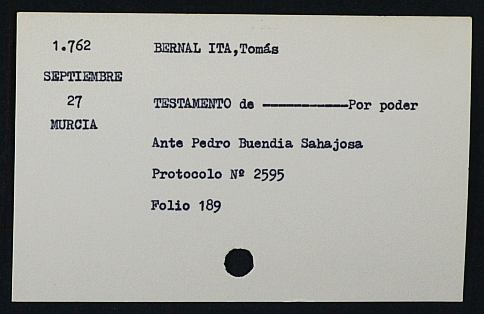 1.762 BERNAL ITA,Tomás
SEPTIEMBRE
27 TESTAMENTO de -----------Por poder
MURCIA
Ante Pedro Buendia Sahajosa
Protocolo Nº 2595
Folio 189